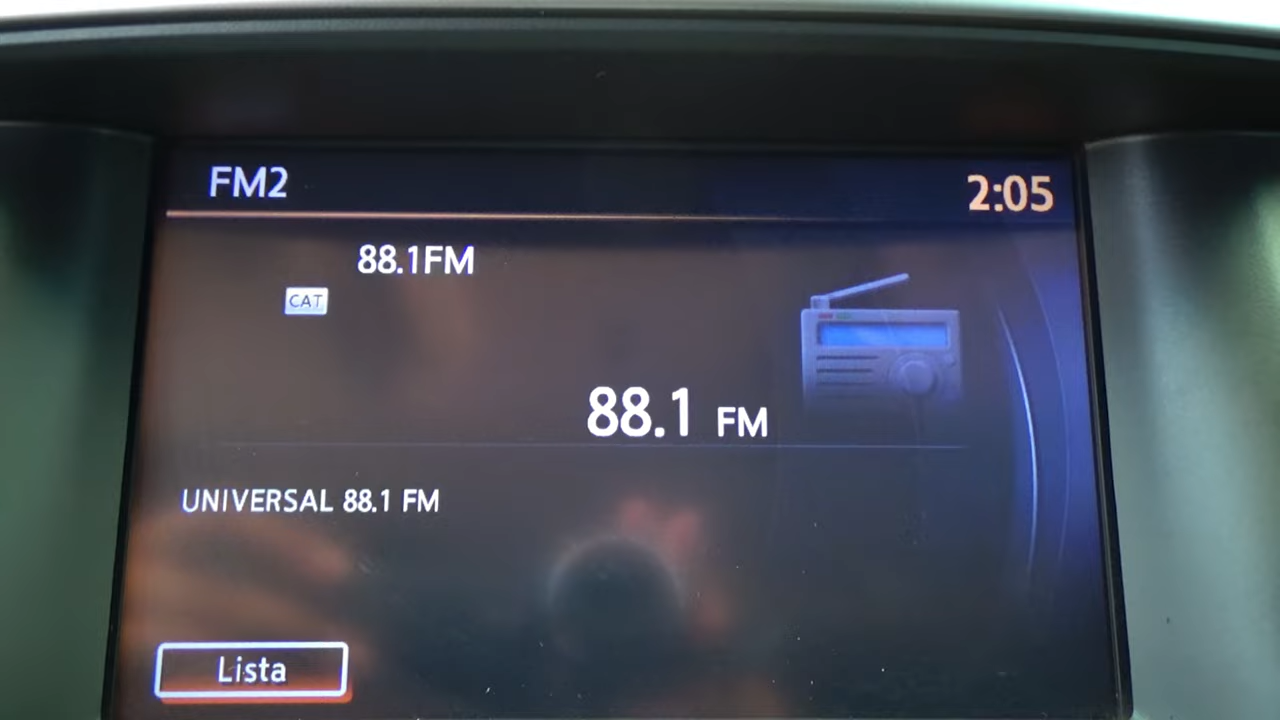 FM2
2:05
88.1FM
CAT
88.1 FM
UNIVERSAL 88.1 FM
Lista